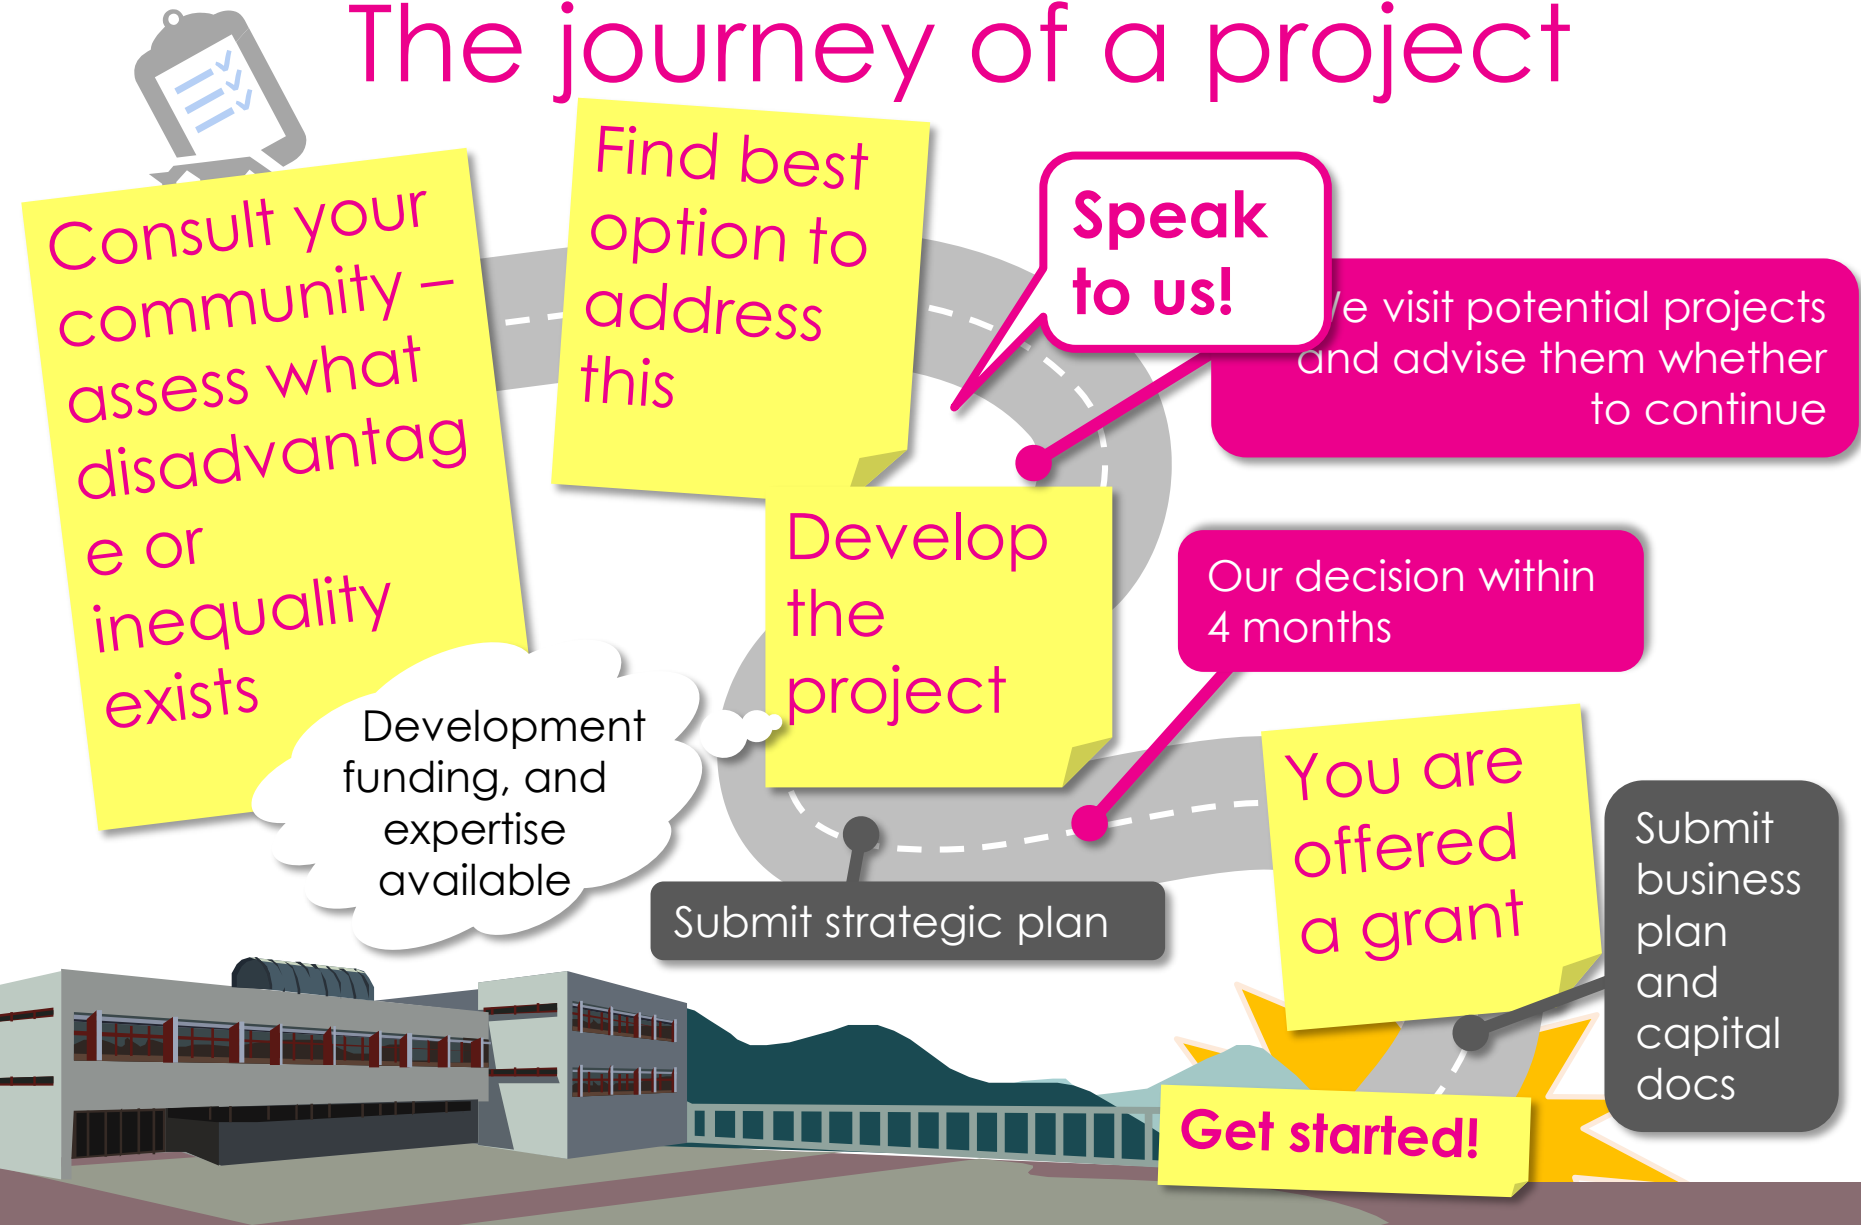 The journey of a project
Consult your
community –
assess what
disadvantag
e or
inequality
exists
Find best
option to
address
this
Speak
to us!
visit potential projects
and advise them whether
to continue
Develop
the
project
Development
funding, and
expertise
available
Submit strategic plan
Our decision within
4 months
You are
offered
a grant
Submit
business
plan
and
capital
docs
Get started!